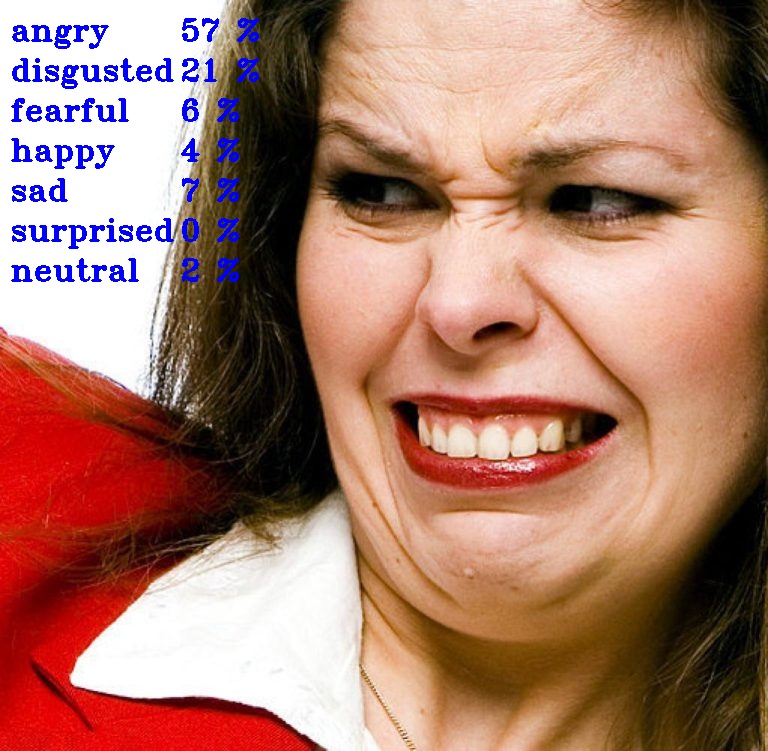 angry 57 %
disgusted 21 %
fearful 6 %
happy 4 %
sad 7 %
surprised 0 %
neutral 2 %